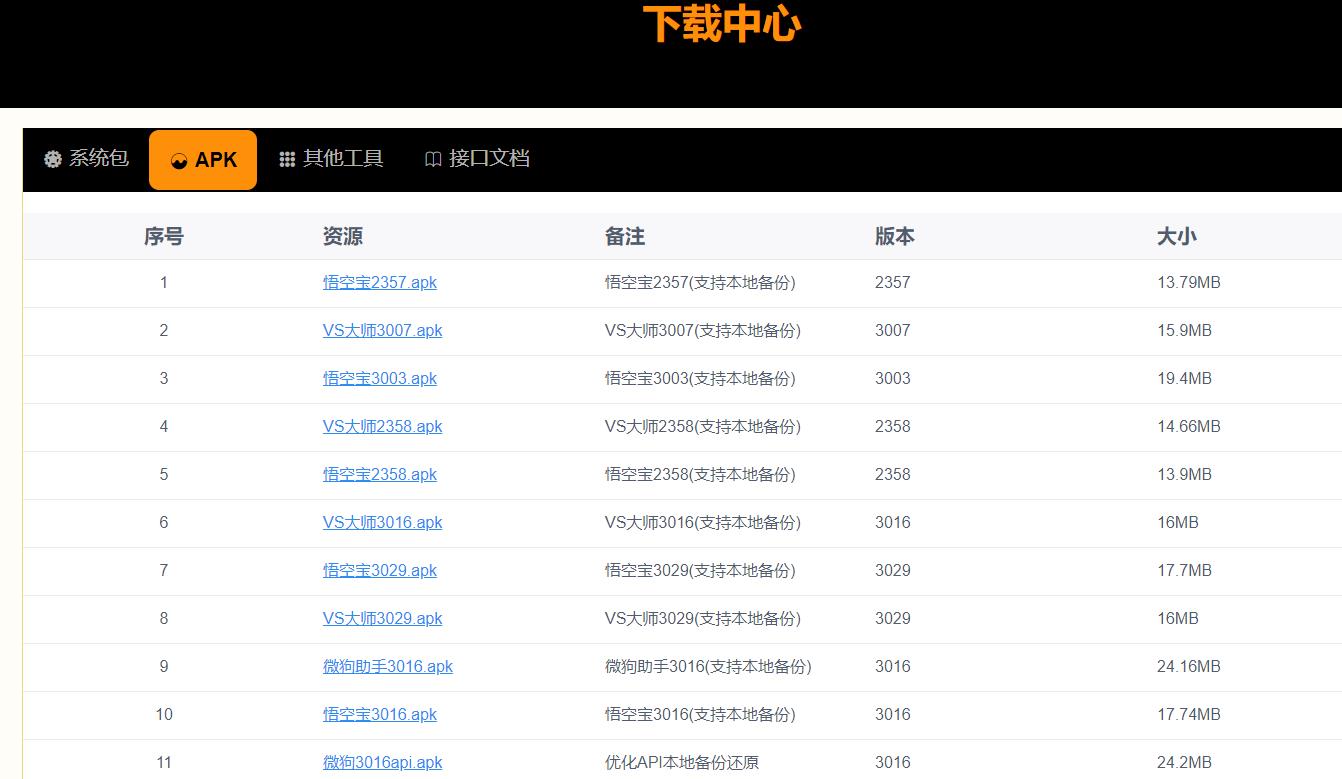 下载中心
系统包 APK 其他工具 接口文档
序号 资源 备注 版本 大小
1 悟空宝2357.apk 悟空宝2357(支持本地备份) 2357 13.79MB
2 VS大师3007.apk VS大师3007(支持本地备份) 3007 15.9MB
3 悟空宝3003.apk 悟空宝3003(支持本地备份) 3003 19.4MB
4 VS大师2358.apk VS大师2358(支持本地备份) 2358 14.66MB
5 悟空宝2358.apk 悟空宝2358(支持本地备份) 2358 13.9MB
6 VS大师3016.apk VS大师3016(支持本地备份) 3016 16MB
7 悟空宝3029.apk 悟空宝3029(支持本地备份) 3029 17.7MB
8 VS大师3029.apk VS大师3029(支持本地备份) 3029 16MB
9 微狗助手3016.apk 微狗助手3016(支持本地备份) 3016 24.16MB
10 悟空宝3016.apk 悟空宝3016(支持本地备份) 3016 17.74MB
11 微狗3016api.apk 优化API本地备份还原 3016 24.2MB